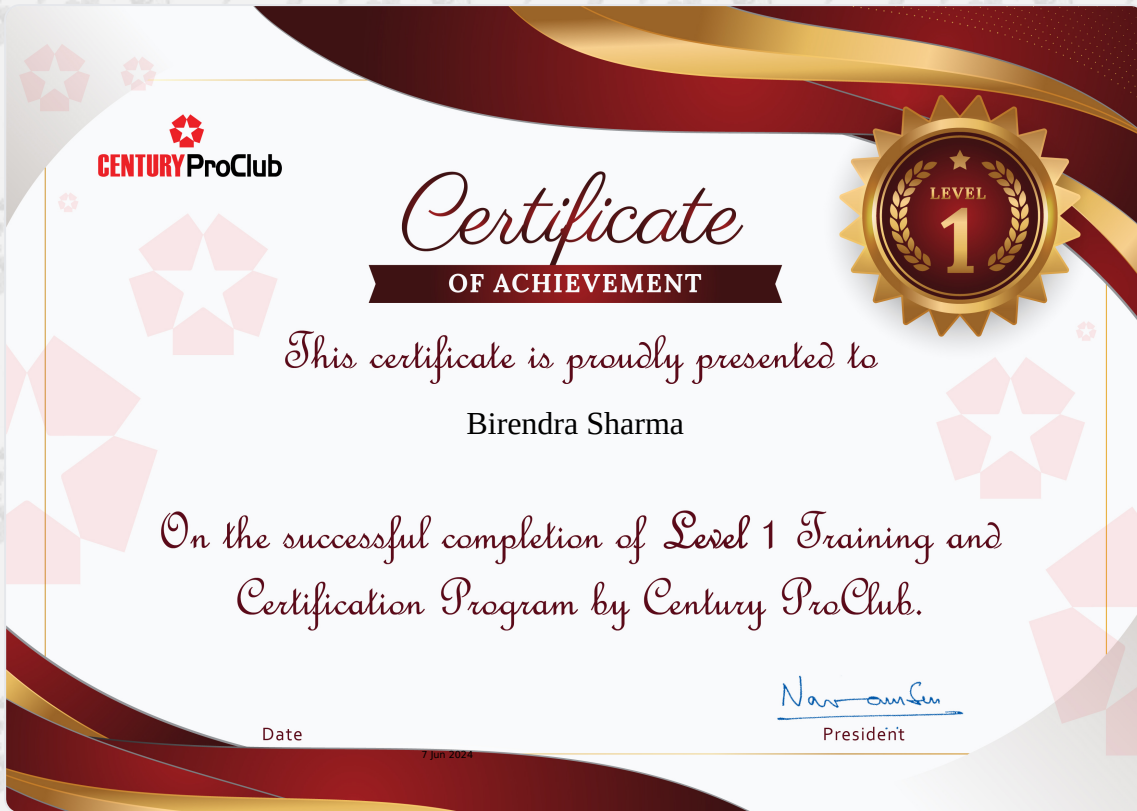 CENTURY ProClub
LEVEL
1
Certificate
OF ACHIEVEMENT
This certificate is proudly presented to
Birendra Sharma
On the successful completion of Level 1 Training and
Certification Program by Century ProClub.
Date
President
7 Jun 2024